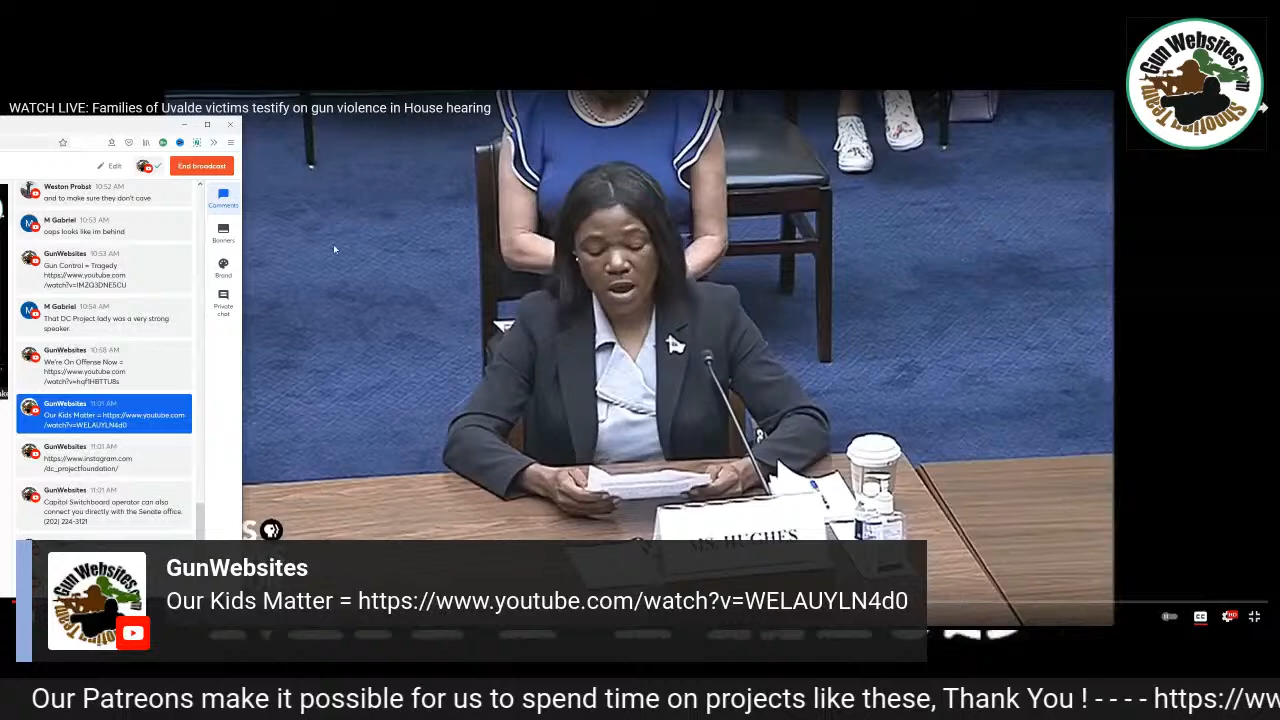 WATCH LIVE: Families of Uvalde victims testify on gun violence in House hearing
Gun Websites.com
Shooting Team
Edit
End broadcast
Weston Probst 10:52 AM
and to make sure they don't cave
M Gabriel 10:53 AM
oops looks like im behind
GunWebsites 10:53 AM
Gun Control = Tragedy
https://www.youtube.com
/watch?v=IMZQ3DNE5CU
M Gabriel 10:54 AM
That DC Project lady was a very strong
speaker.
GunWebsites 10:58 AM
We're On Offense Now =
https://www.youtube.com
/watch?v=hqf1HBTTU8s
GunWebsites 11:01 AM
Our Kids Matter = https://www.youtube.com
/watch?v=WELAUYLN4d0
GunWebsites 11:01 AM
https://www.instagram.com
/dc_projectfoundation/
GunWebsites 11:01 AM
Capitol Switchboard operator can also
connect you directly with the Senate office.
(202) 224-3121
Comments
Banners
Brand
Private
chat
S
MS. HUGHES
GunWebsites
Our Kids Matter = https://www.youtube.com/watch?v=WELAUYLN4d0
CC
HD
Our Patreons make it possible for us to spend time on projects like these, Thank You ! - - - - https://ww